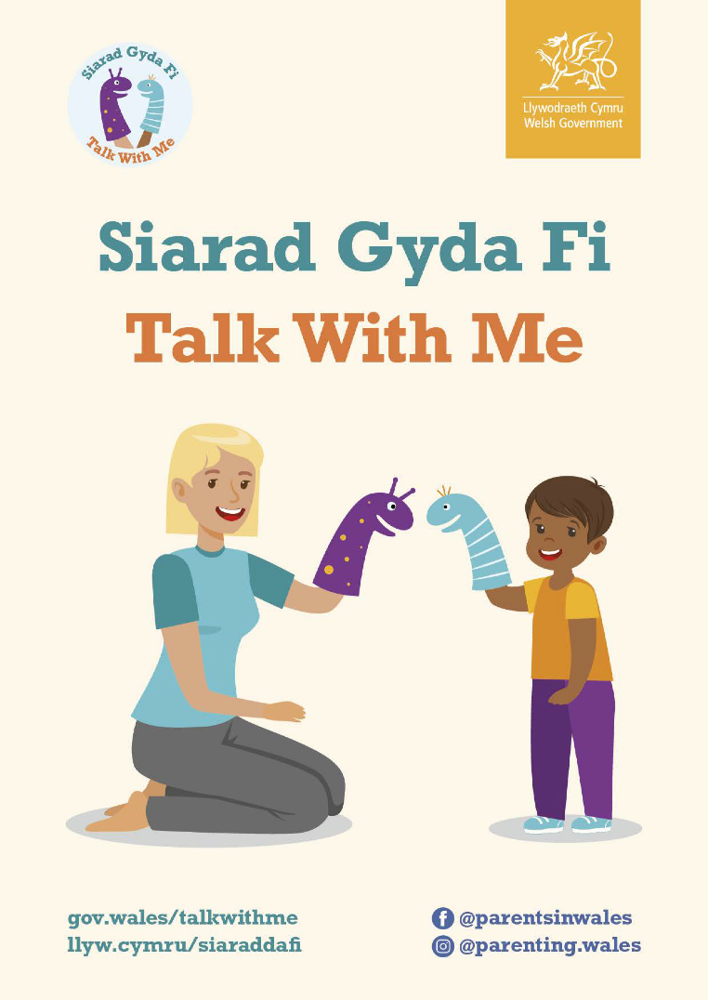 Siarad Gyda Fi
Talk With Me
Llywodraeth Cymru
Welsh Government
Siarad Gyda Fi
Talk With Me
gov.wales/talkwithme
llyw.cymru/siaraddafi
@parentsinwales
@parenting.wales